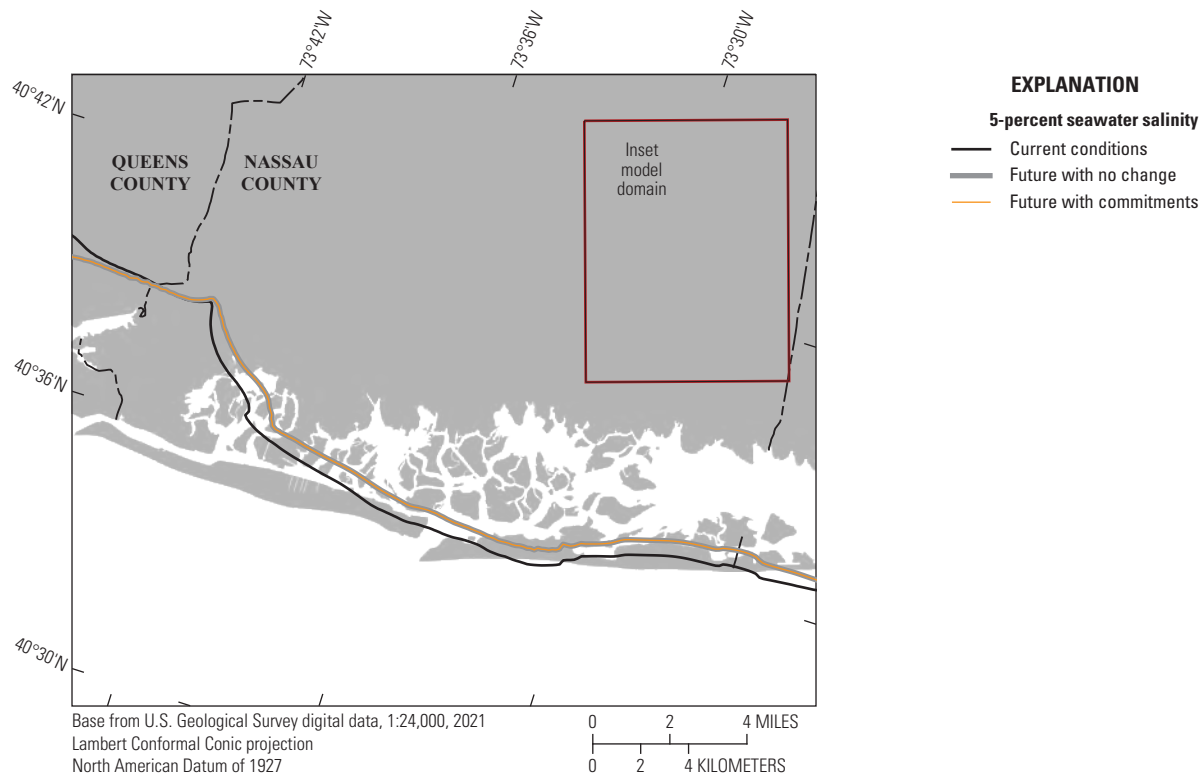 73°42'W
73°36'W
73°30'W
40°42'N
40°36'N
40°30'N
QUEENS
COUNTY
NASSAU
COUNTY
Inset
model
domain
EXPLANATION
5-percent seawater salinity
Current conditions
Future with no change
Future with commitments
Base from U.S. Geological Survey digital data, 1:24,000, 2021
Lambert Conformal Conic projection
North American Datum of 1927
0 2 4 MILES
0 2 4 KILOMETERS